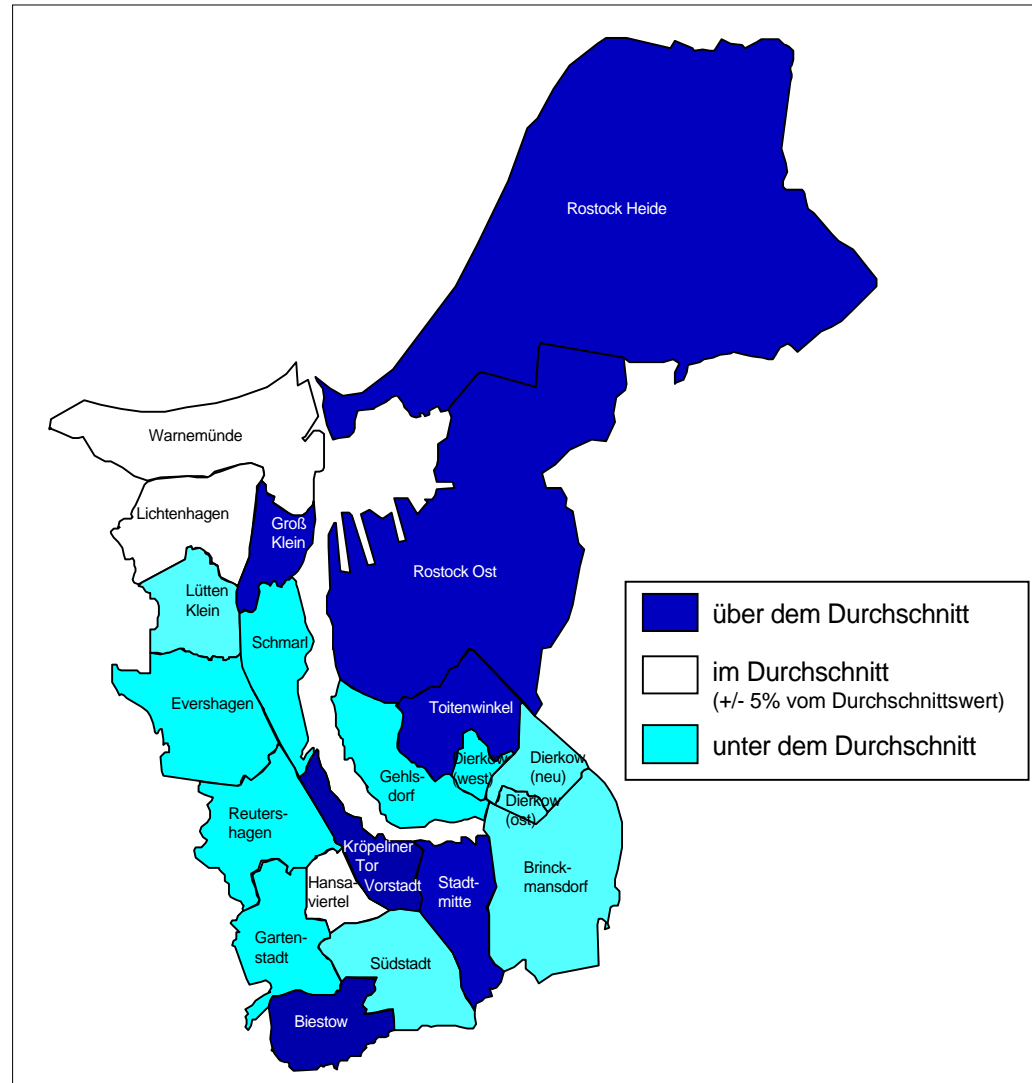 Rostock Heide
Warnemünde
Lichtenhagen
Groß
Klein
Rostock Ost
Lütten
Klein
Schmarl
Evershagen
Toitenwinkel
Gehls-
dorf
Dierkow
(west)
Dierkow
(neu)
Dierkow
(ost)
Reuters-
hagen
Kröpeliner
Tor
Vorstadt
Hansa-
viertel
Stadt-
mitte
Brinck-
mansdorf
Garten-
stadt
Südstadt
Biestow
über dem Durchschnitt
im Durchschnitt
(+/- 5% vom Durchschnittswert)
unter dem Durchschnitt